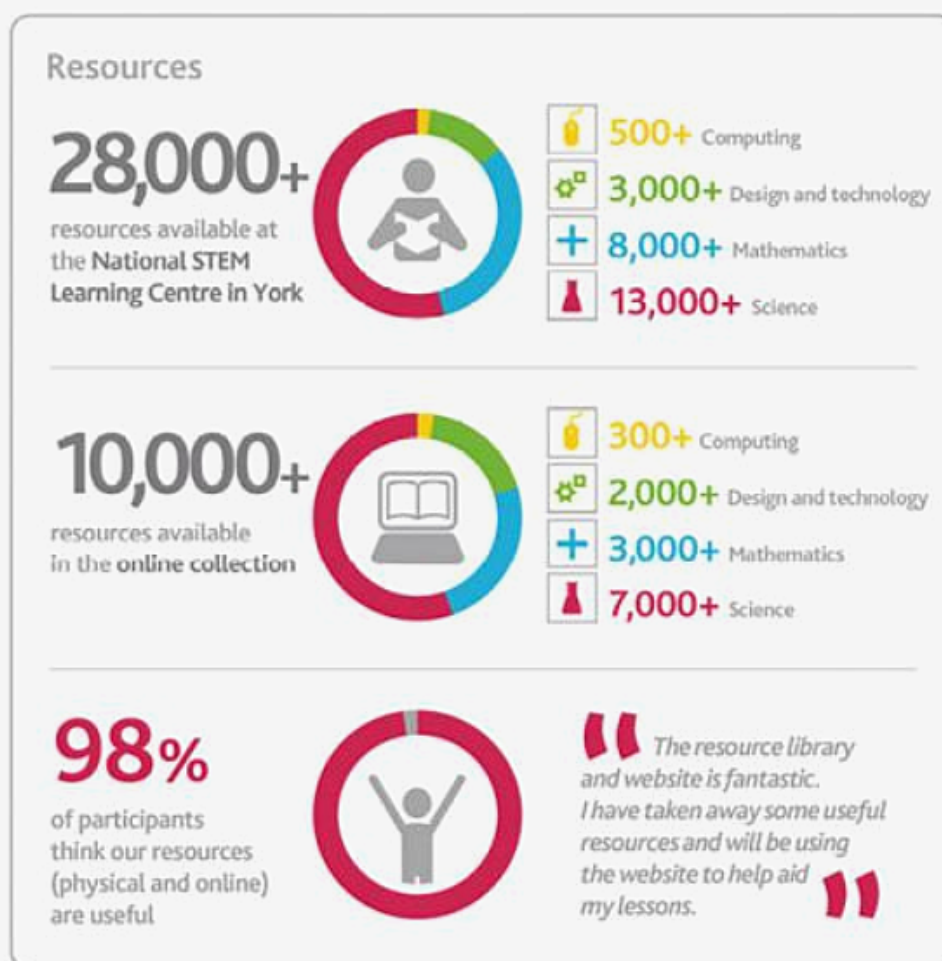 Resources
28,000+
resources available at
the National STEM
Learning Centre in York
500+ Computing
3,000+ Design and technology
8,000+ Mathematics
13,000+ Science
10,000+
resources available
in the online collection
300+ Computing
2,000+ Design and technology
3,000+ Mathematics
7,000+ Science
98%
of participants
think our resources
(physical and online)
are useful
“ The resource library
and website is fantastic.
I have taken away some useful
resources and will be using
the website to help aid
my lessons. ”